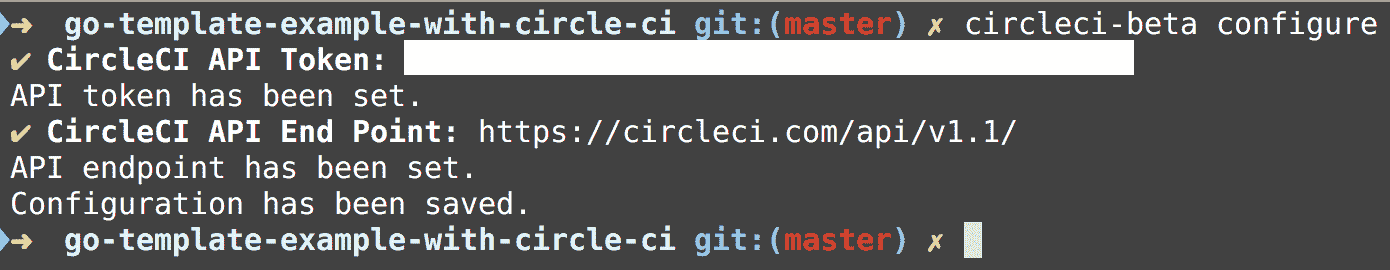 ➜ go-template-example-with-circle-ci git:(master) ✗ circleci-beta configure
✔ CircleCI API Token:
API token has been set.
✔ CircleCI API End Point: https://circleci.com/api/v1.1/
API endpoint has been set.
Configuration has been saved.
➜ go-template-example-with-circle-ci git:(master) ✗